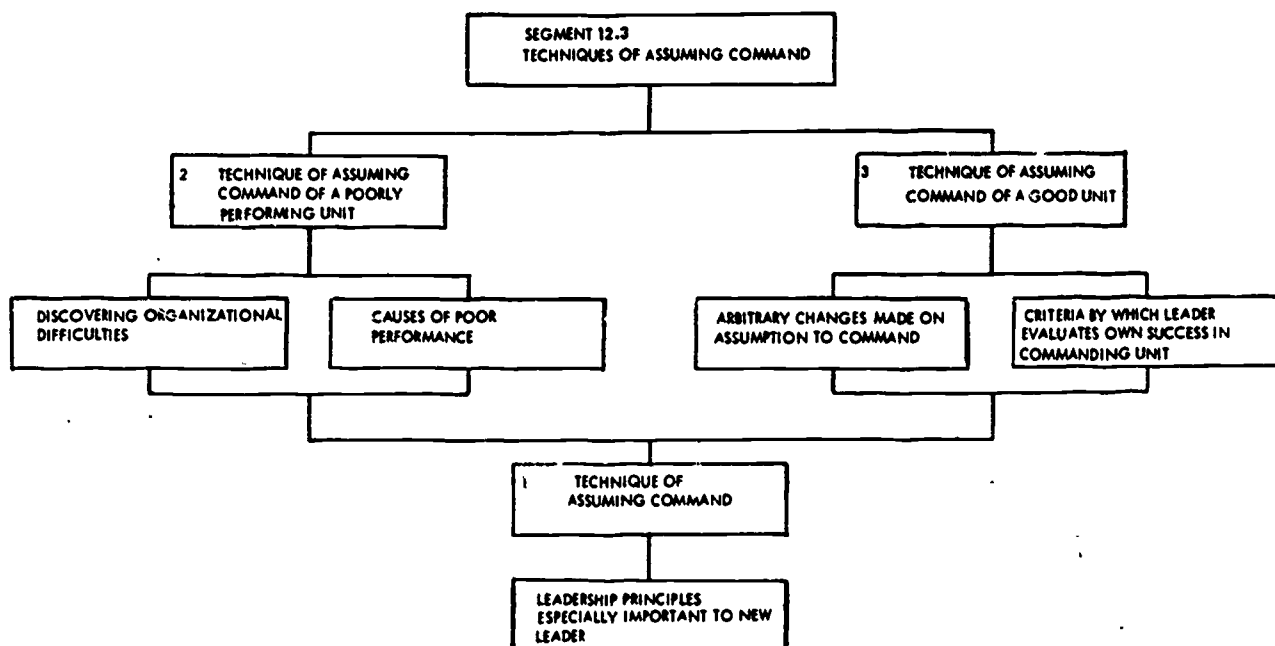 SEGMENT 12.3
TECHNIQUES OF ASSUMING COMMAND
2 TECHNIQUE OF ASSUMING
COMMAND OF A POORLY
PERFORMING UNIT
3 TECHNIQUE OF ASSUMING
COMMAND OF A GOOD UNIT
DISCOVERING ORGANIZATIONAL
DIFFICULTIES
CAUSES OF POOR
PERFORMANCE
ARBITRARY CHANGES MADE ON
ASSUMPTION TO COMMAND
CRITERIA BY WHICH LEADER
EVALUATES OWN SUCCESS IN
COMMANDING UNIT
1 TECHNIQUE OF
ASSUMING COMMAND
LEADERSHIP PRINCIPLES
ESPECIALLY IMPORTANT TO NEW
LEADER